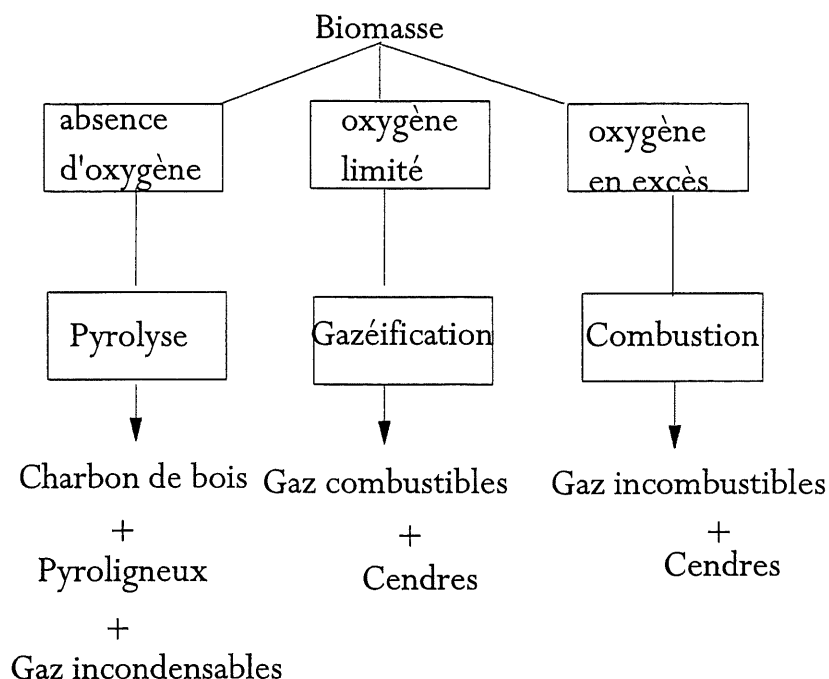 Biomasse
absence
d'oxygène
oxygène
limité
oxygène
en excès
Pyrolyse
Gazéification
Combustion
Charbon de bois
+
Pyroligneux
+
Gaz incondensables
Gaz combustibles
+
Cendres
Gaz incombustibles
+
Cendres